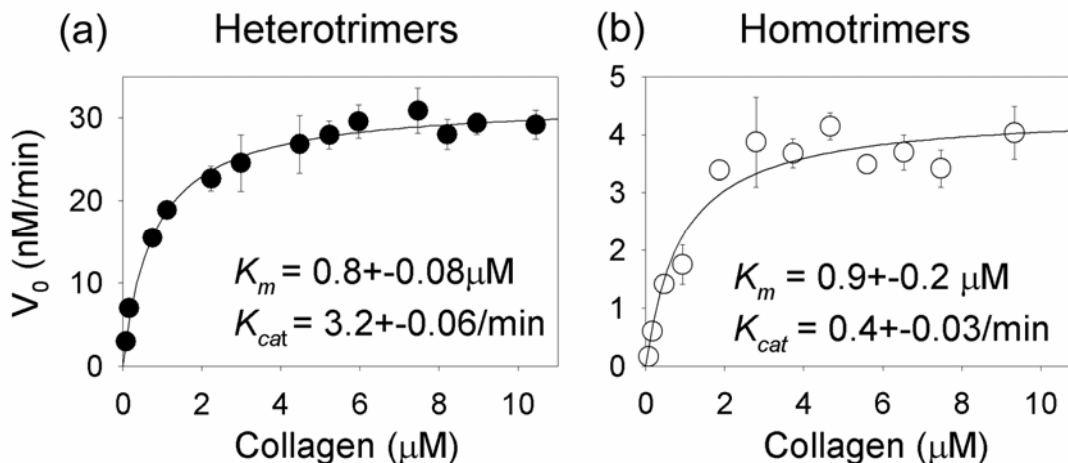 (a) Heterotrimers
V0 (nM/min)
30
20
10
0
Km = 0.8+-0.08μM
Kcat = 3.2+-0.06/min
0 2 4 6 8 10
Collagen (μM)
(b) Homotrimers
5
4
3
2
1
0
Km = 0.9+-0.2 μM
Kcat = 0.4+-0.03/min
0 2 4 6 8 10
Collagen (μM)